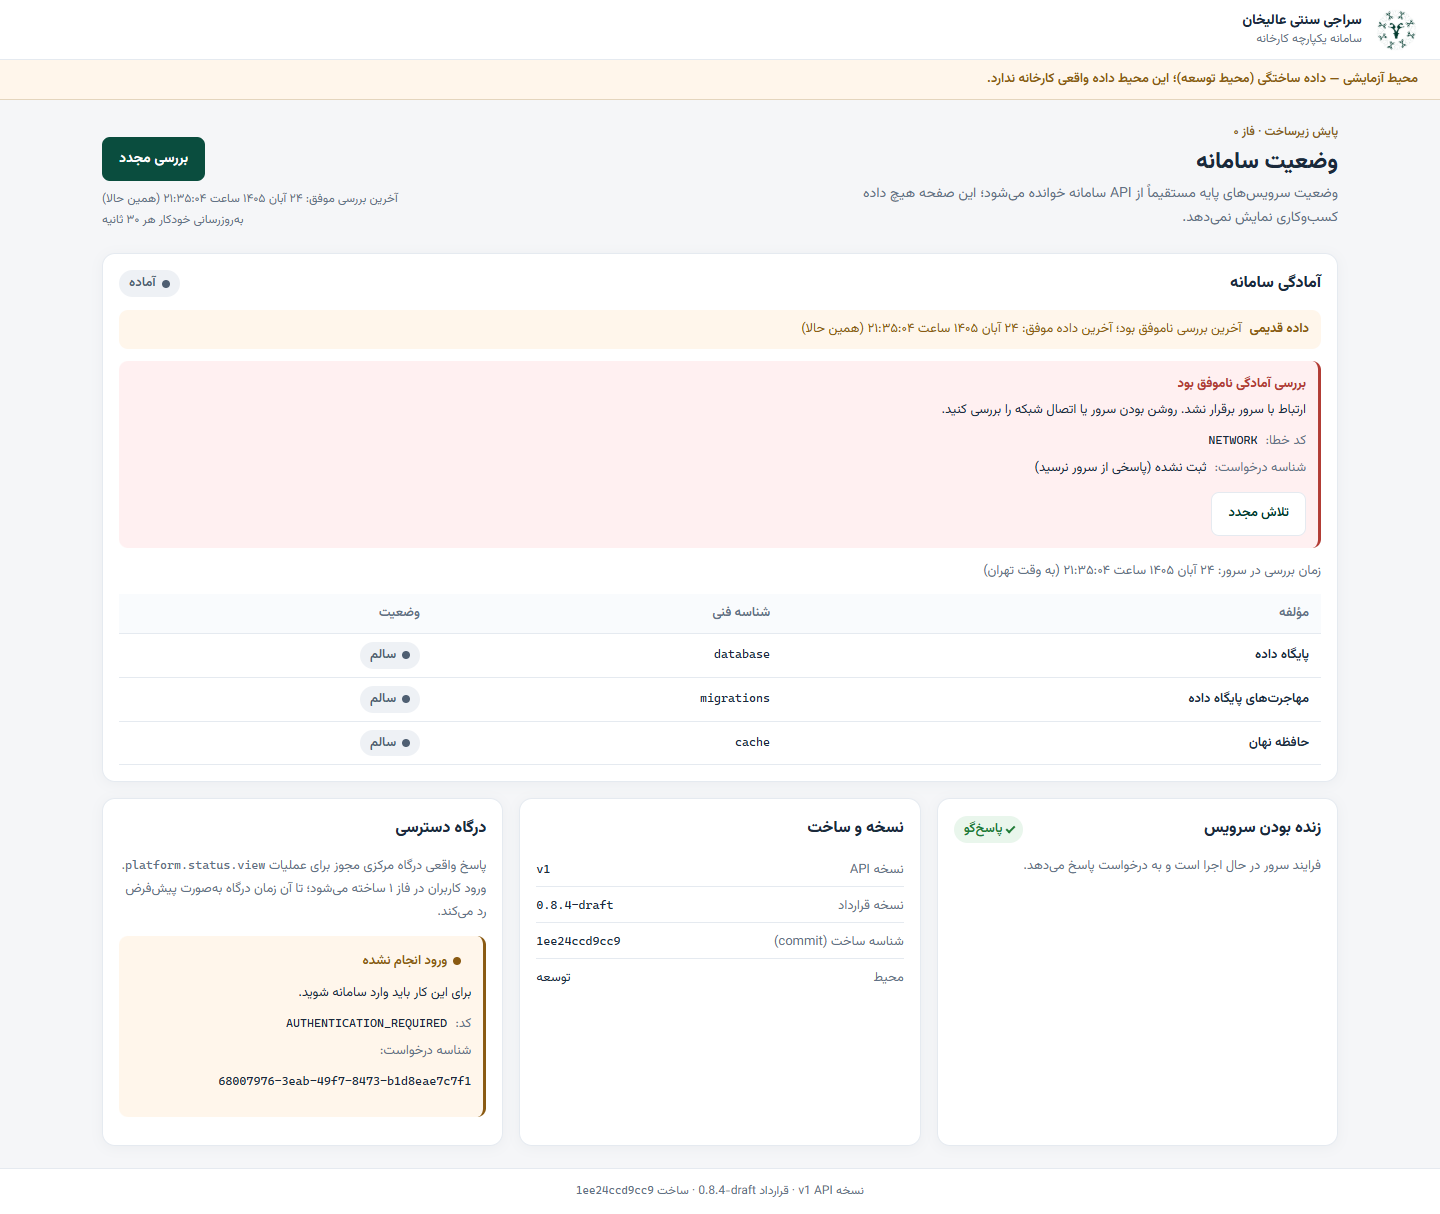 سراجی سنتی عالیخان
سامانه یکپارچه کارخانه
محیط آزمایشی – داده ساختگی (محیط توسعه)؛ این محیط داده واقعی کارخانه ندارد.
پایش زیرساخت · فاز ۰
وضعیت سامانه
وضعیت سرویس‌های پایه مستقیماً از API سامانه خوانده می‌شود؛ این صفحه هیچ داده
کسب‌وکاری نمایش نمی‌دهد.
بررسی مجدد
آخرین بررسی موفق: ۲۴ آبان ۱۴۰۵ ساعت ۲۱:۳۵:۰۴ (همین حالا)
به‌روزرسانی خودکار هر ۳۰ ثانیه
آمادگی سامانه
آماده
داده قدیمی آخرین بررسی ناموفق بود؛ آخرین داده موفق: ۲۴ آبان ۱۴۰۵ ساعت ۲۱:۳۵:۰۴ (همین حالا)
بررسی آمادگی ناموفق بود
ارتباط با سرور برقرار نشد. روشن بودن سرور یا اتصال شبکه را بررسی کنید.
کد خطا: NETWORK
شناسه درخواست: ثبت نشده (پاسخی از سرور نرسید)
تلاش مجدد
زمان بررسی در سرور: ۲۴ آبان ۱۴۰۵ ساعت ۲۱:۳۵:۰۴ (به وقت تهران)
مؤلفه شناسه فنی وضعیت
پایگاه داده database سالم
مهاجرت‌های پایگاه داده migrations سالم
حافظه نهان cache سالم
زنده بودن سرویس
پاسخ‌گو
فرایند سرور در حال اجرا است و به درخواست پاسخ می‌دهد.
نسخه و ساخت
نسخه API v1
نسخه قرارداد 0.8.4-draft
شناسه ساخت (commit) 1ee24ccd9cc9
محیط توسعه
درگاه دسترسی
پاسخ واقعی درگاه مرکزی مجوز برای عملیات platform.status.view.
ورود کاربران در فاز ۱ ساخته می‌شود؛ تا آن زمان درگاه به‌صورت پیش‌فرض
رد می‌کند.
ورود انجام نشده
برای این کار باید وارد سامانه شوید.
کد: AUTHENTICATION_REQUIRED
شناسه درخواست:
68007976-3eab-49f7-8473-b1d8eae7c7f1
نسخه v1 API · قرارداد 0.8.4-draft · ساخت 1ee24ccd9cc9